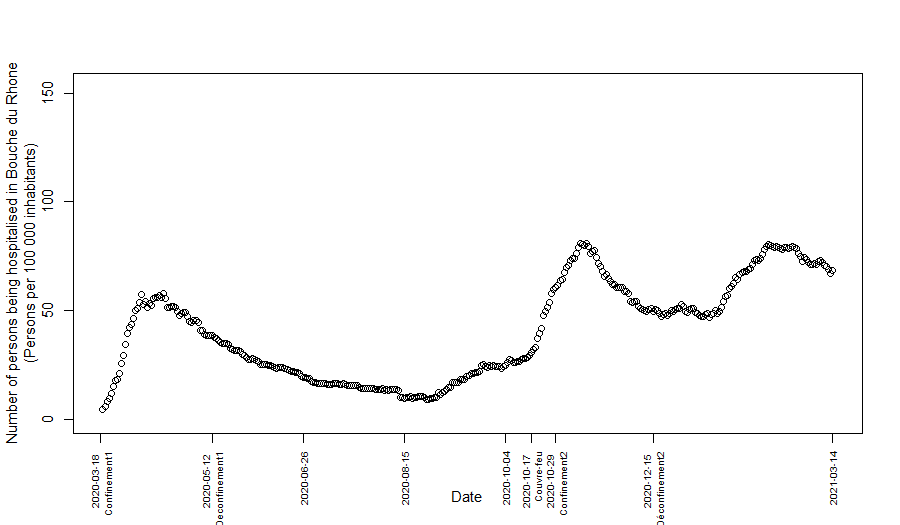 Number of persons being hospitalised in Bouche du Rhone
(Persons per 100 000 inhabitants)
150
100
50
0
2020-03-18
Confinement1
2020-05-12
Deconfinement1
2020-06-26
2020-08-15
2020-10-04
2020-10-17
Couvre-feu
2020-10-29
Confinement2
2020-12-15
Déconfinement2
2021-03-14
Date